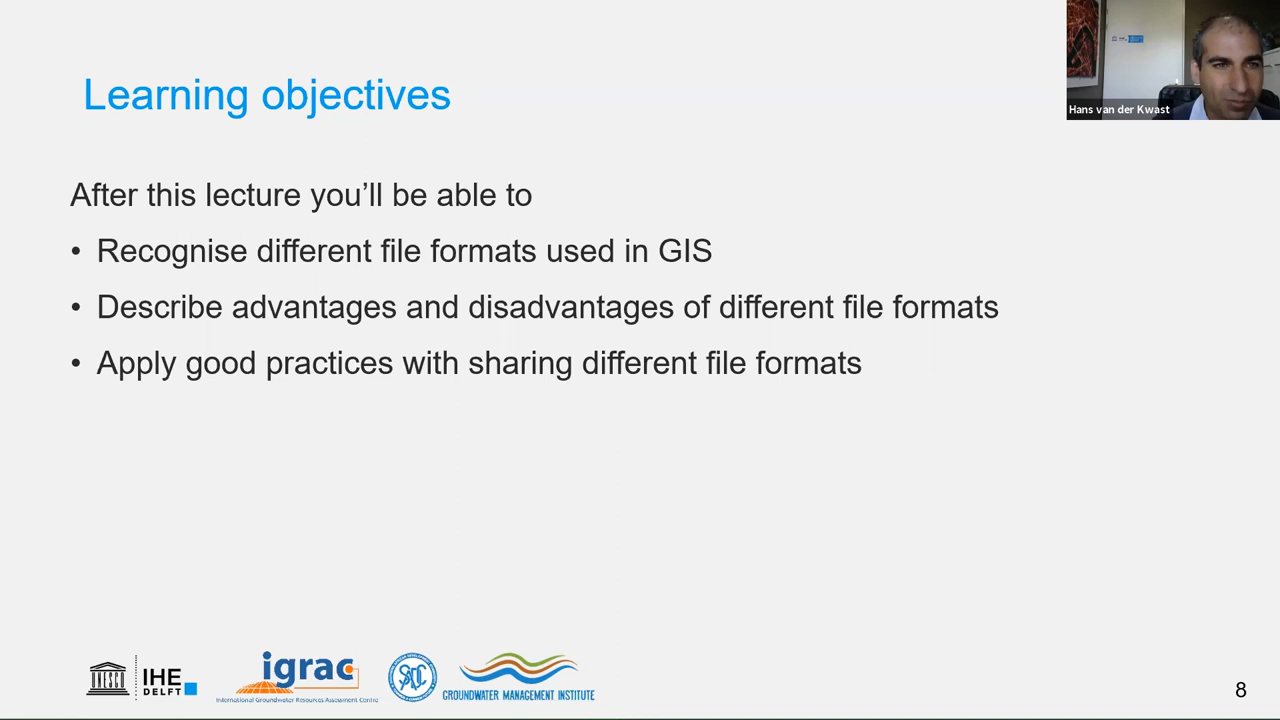 Learning objectives
Hans van der Kwast
After this lecture you’ll be able to
• Recognise different file formats used in GIS
• Describe advantages and disadvantages of different file formats
• Apply good practices with sharing different file formats
UNESCO
IHE
DELFT
igrac
International Groundwater Resources Assessment Centre
SADC
GROUNDWATER MANAGEMENT INSTITUTE
8